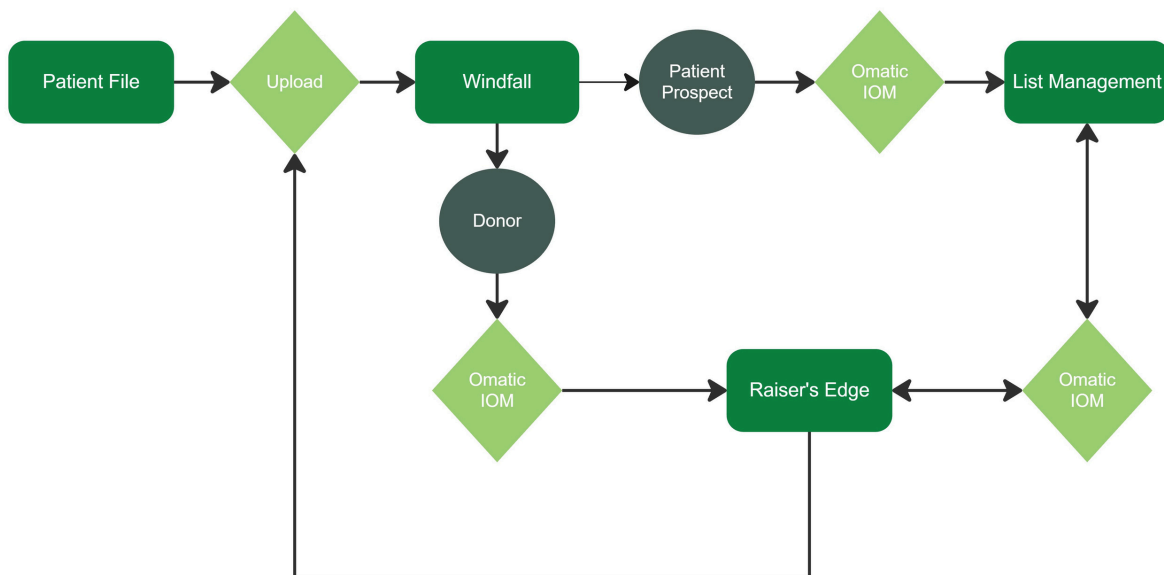 Patient File
Upload
Windfall
Patient
Prospect
Omatic
IOM
List Management
Donor
Omatic
IOM
Raiser's Edge
Omatic
IOM